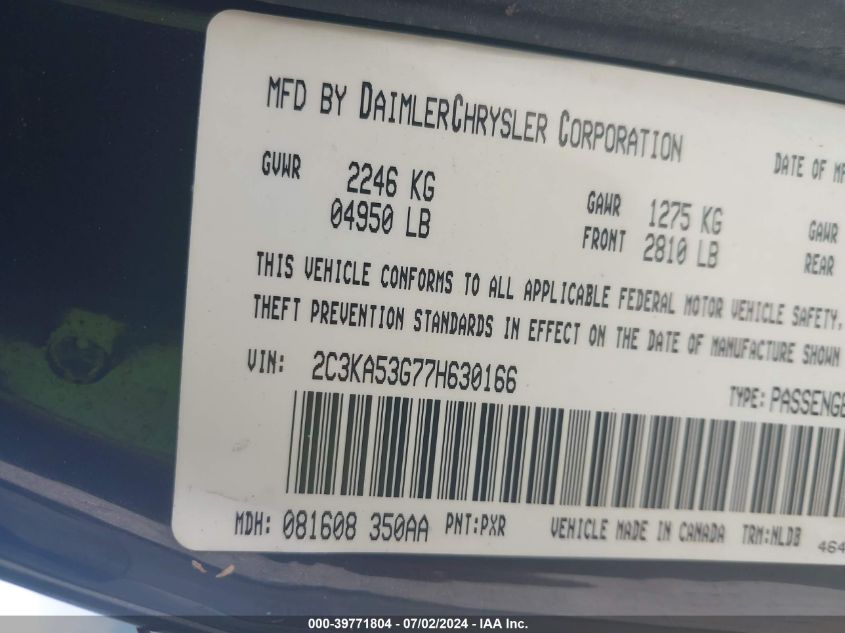 MFD BY DAIMLERCHRYSLER CORPORATION DATE OF
GVWR 2246 KG GAWR 1275 KG GAWR
04950 LB FRONT 2810 LB REAR
THIS VEHICLE CONFORMS TO ALL APPLICABLE FEDERAL MOTOR VEHICLE SAFETY,
THEFT PREVENTION STANDARDS IN EFFECT ON THE DATE OF MANUFACTURE SHOWN
VIN: 2C3KA53G77H630166 TYPE:
MDH: 081608 350AA PNT:PXR VEHICLE MADE IN CANADA TRM:NLDB
000-39771804 - 07/02/2024 - IAA Inc.